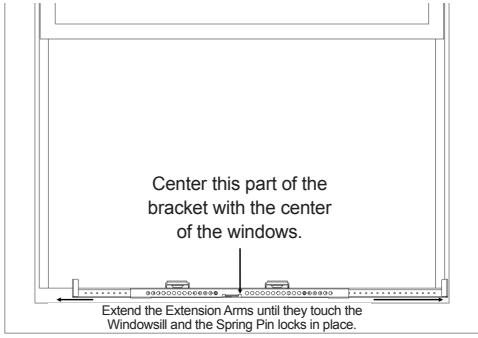 Center this part of the
bracket with the center
of the windows.
Extend the Extension Arms until they touch the
Windowsill and the Spring Pin locks in place.